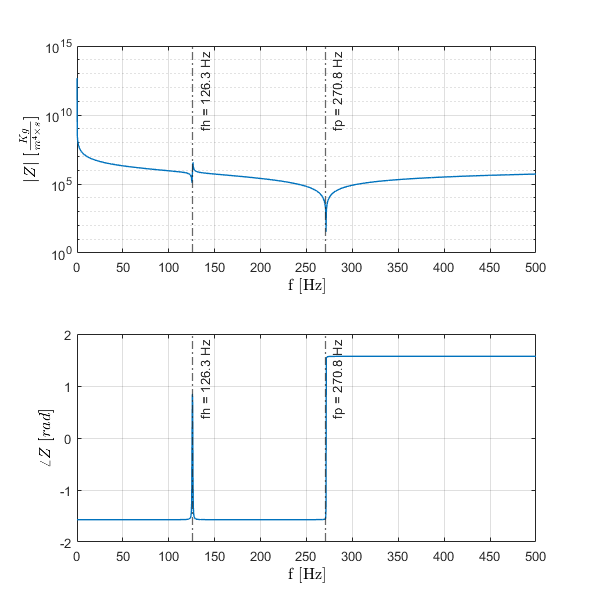 10^15
10^10
10^5
10^0
|Z| [Kg/m^4×s]
fh = 126.3 Hz
fp = 270.8 Hz
0 50 100 150 200 250 300 350 400 450 500
f [Hz]
2
1
0
-1
-2
∠Z [rad]
fh = 126.3 Hz
fp = 270.8 Hz
0 50 100 150 200 250 300 350 400 450 500
f [Hz]